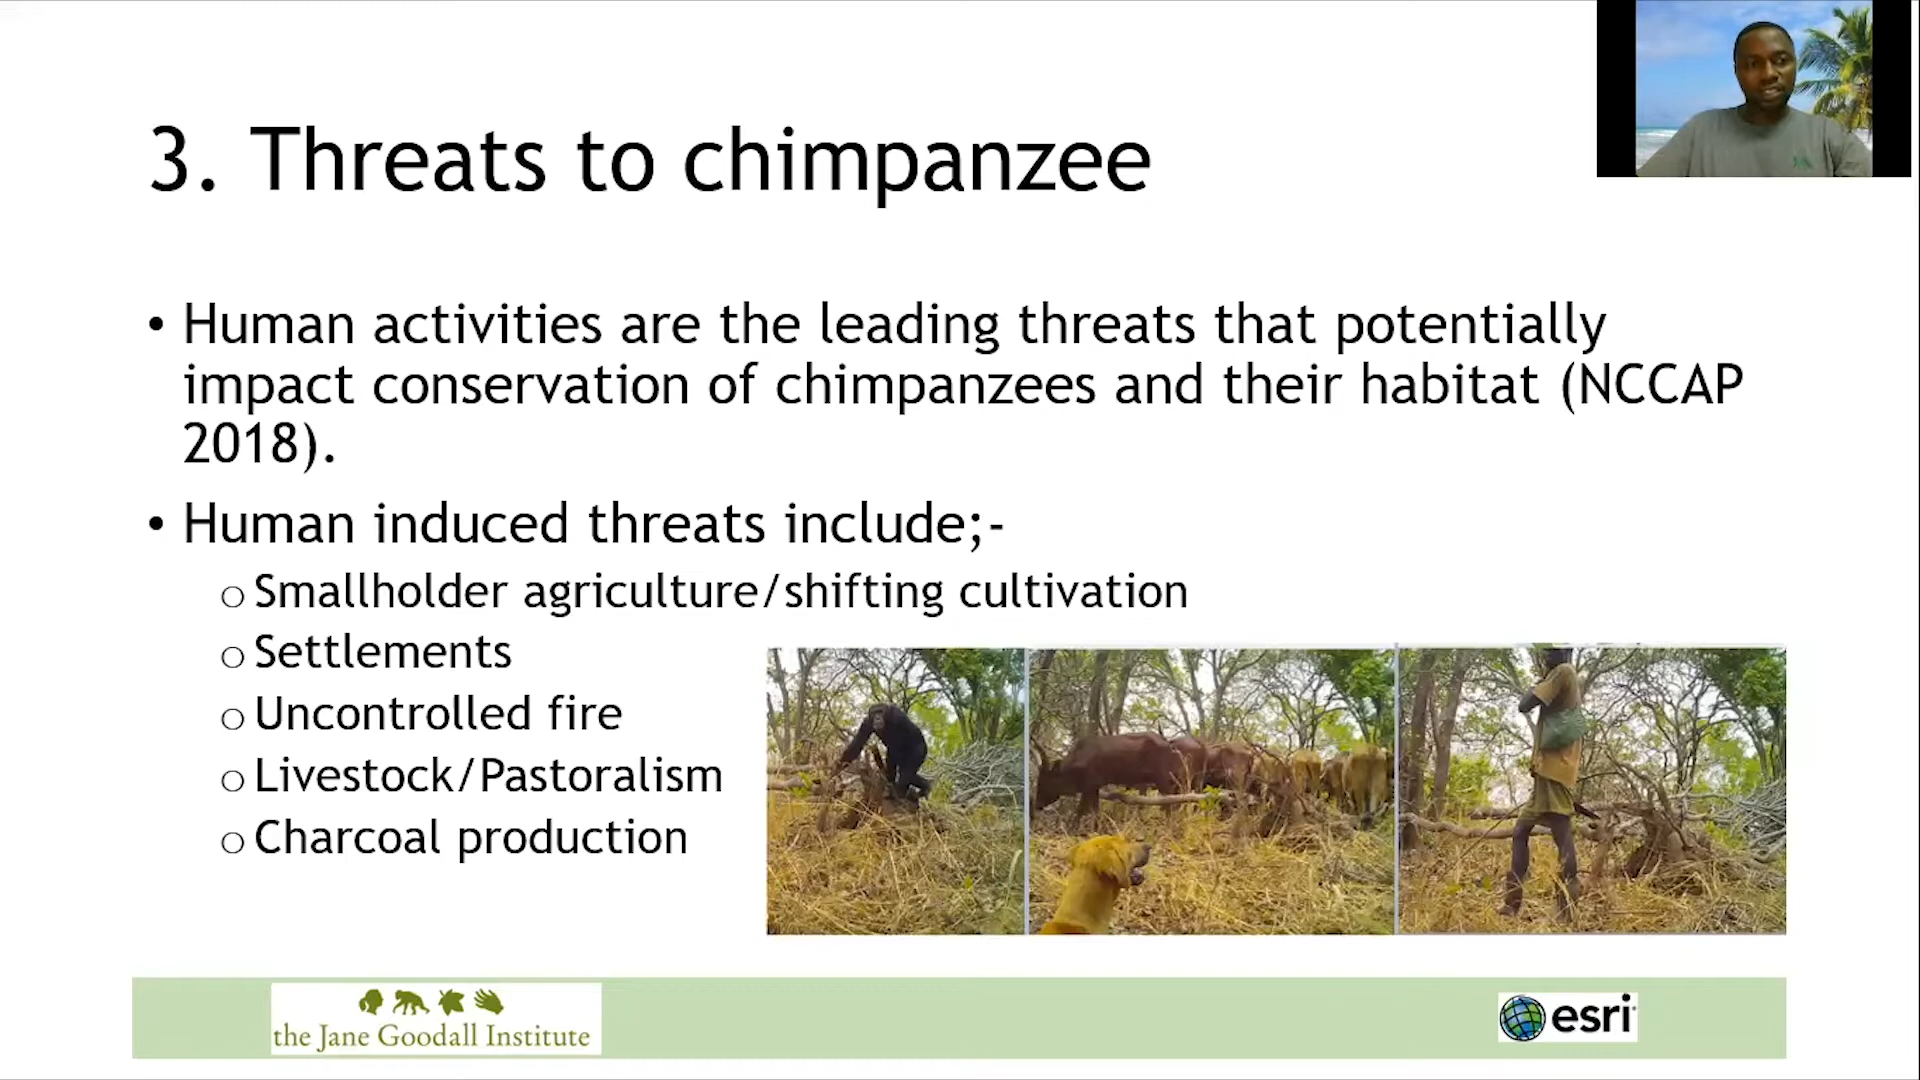 3. Threats to chimpanzee
• Human activities are the leading threats that potentially
impact conservation of chimpanzees and their habitat (NCCAP
2018).
• Human induced threats include;-
o Smallholder agriculture/shifting cultivation
o Settlements
o Uncontrolled fire
o Livestock/Pastoralism
o Charcoal production
the Jane Goodall Institute
esri